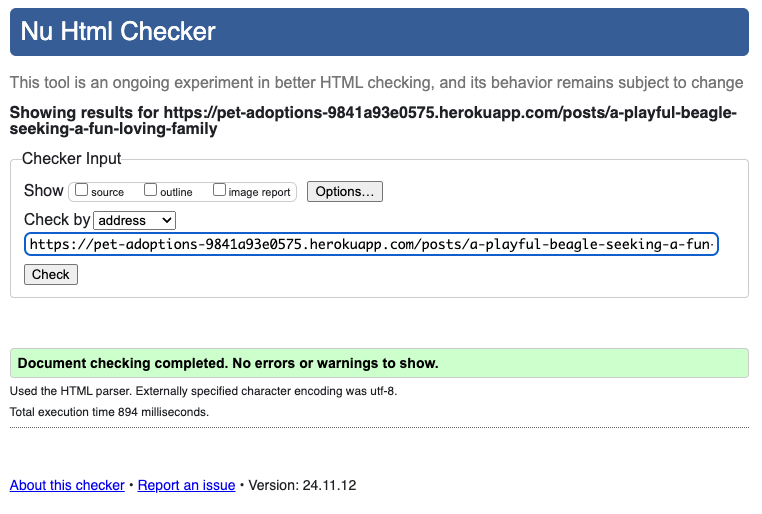 Nu Html Checker
This tool is an ongoing experiment in better HTML checking, and its behavior remains subject to change
Showing results for https://pet-adoptions-9841a93e0575.herokuapp.com/posts/a-playful-beagle-
seeking-a-fun-loving-family
Checker Input
Show source outline image report Options...
Check by address
https://pet-adoptions-9841a93e0575.herokuapp.com/posts/a-playful-beagle-seeking-a-fun-
Check
Document checking completed. No errors or warnings to show.
Used the HTML parser. Externally specified character encoding was utf-8.
Total execution time 894 milliseconds.
About this checker • Report an issue • Version: 24.11.12